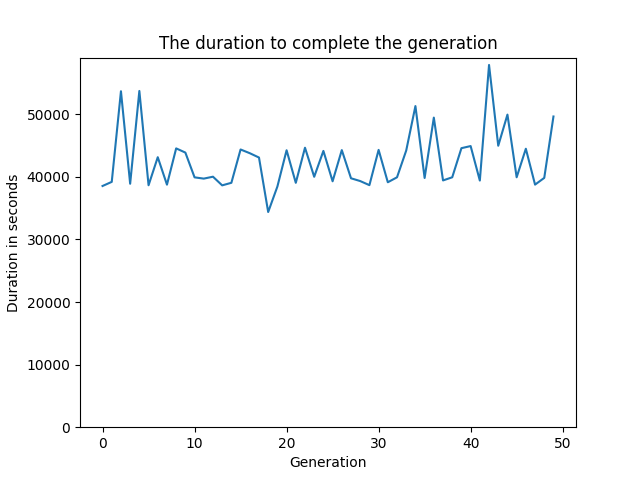 The duration to complete the generation
50000
40000
30000
20000
10000
0
Duration in seconds
0 10 20 30 40 50
Generation